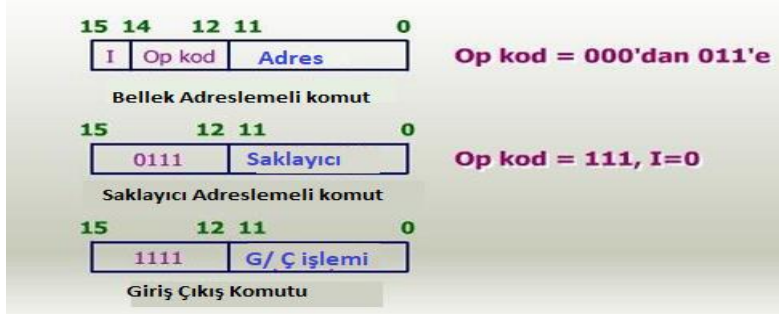 15 14 12 11 0
I Op kod Adres Op kod = 000'dan 011'e
Bellek Adreslemeli komut
15 12 11 0
0111 Saklayıcı Op kod = 111, I=0
Saklayıcı Adreslemeli komut
15 12 11 0
1111 G/ Ç işlemi
Giriş Çıkış Komutu